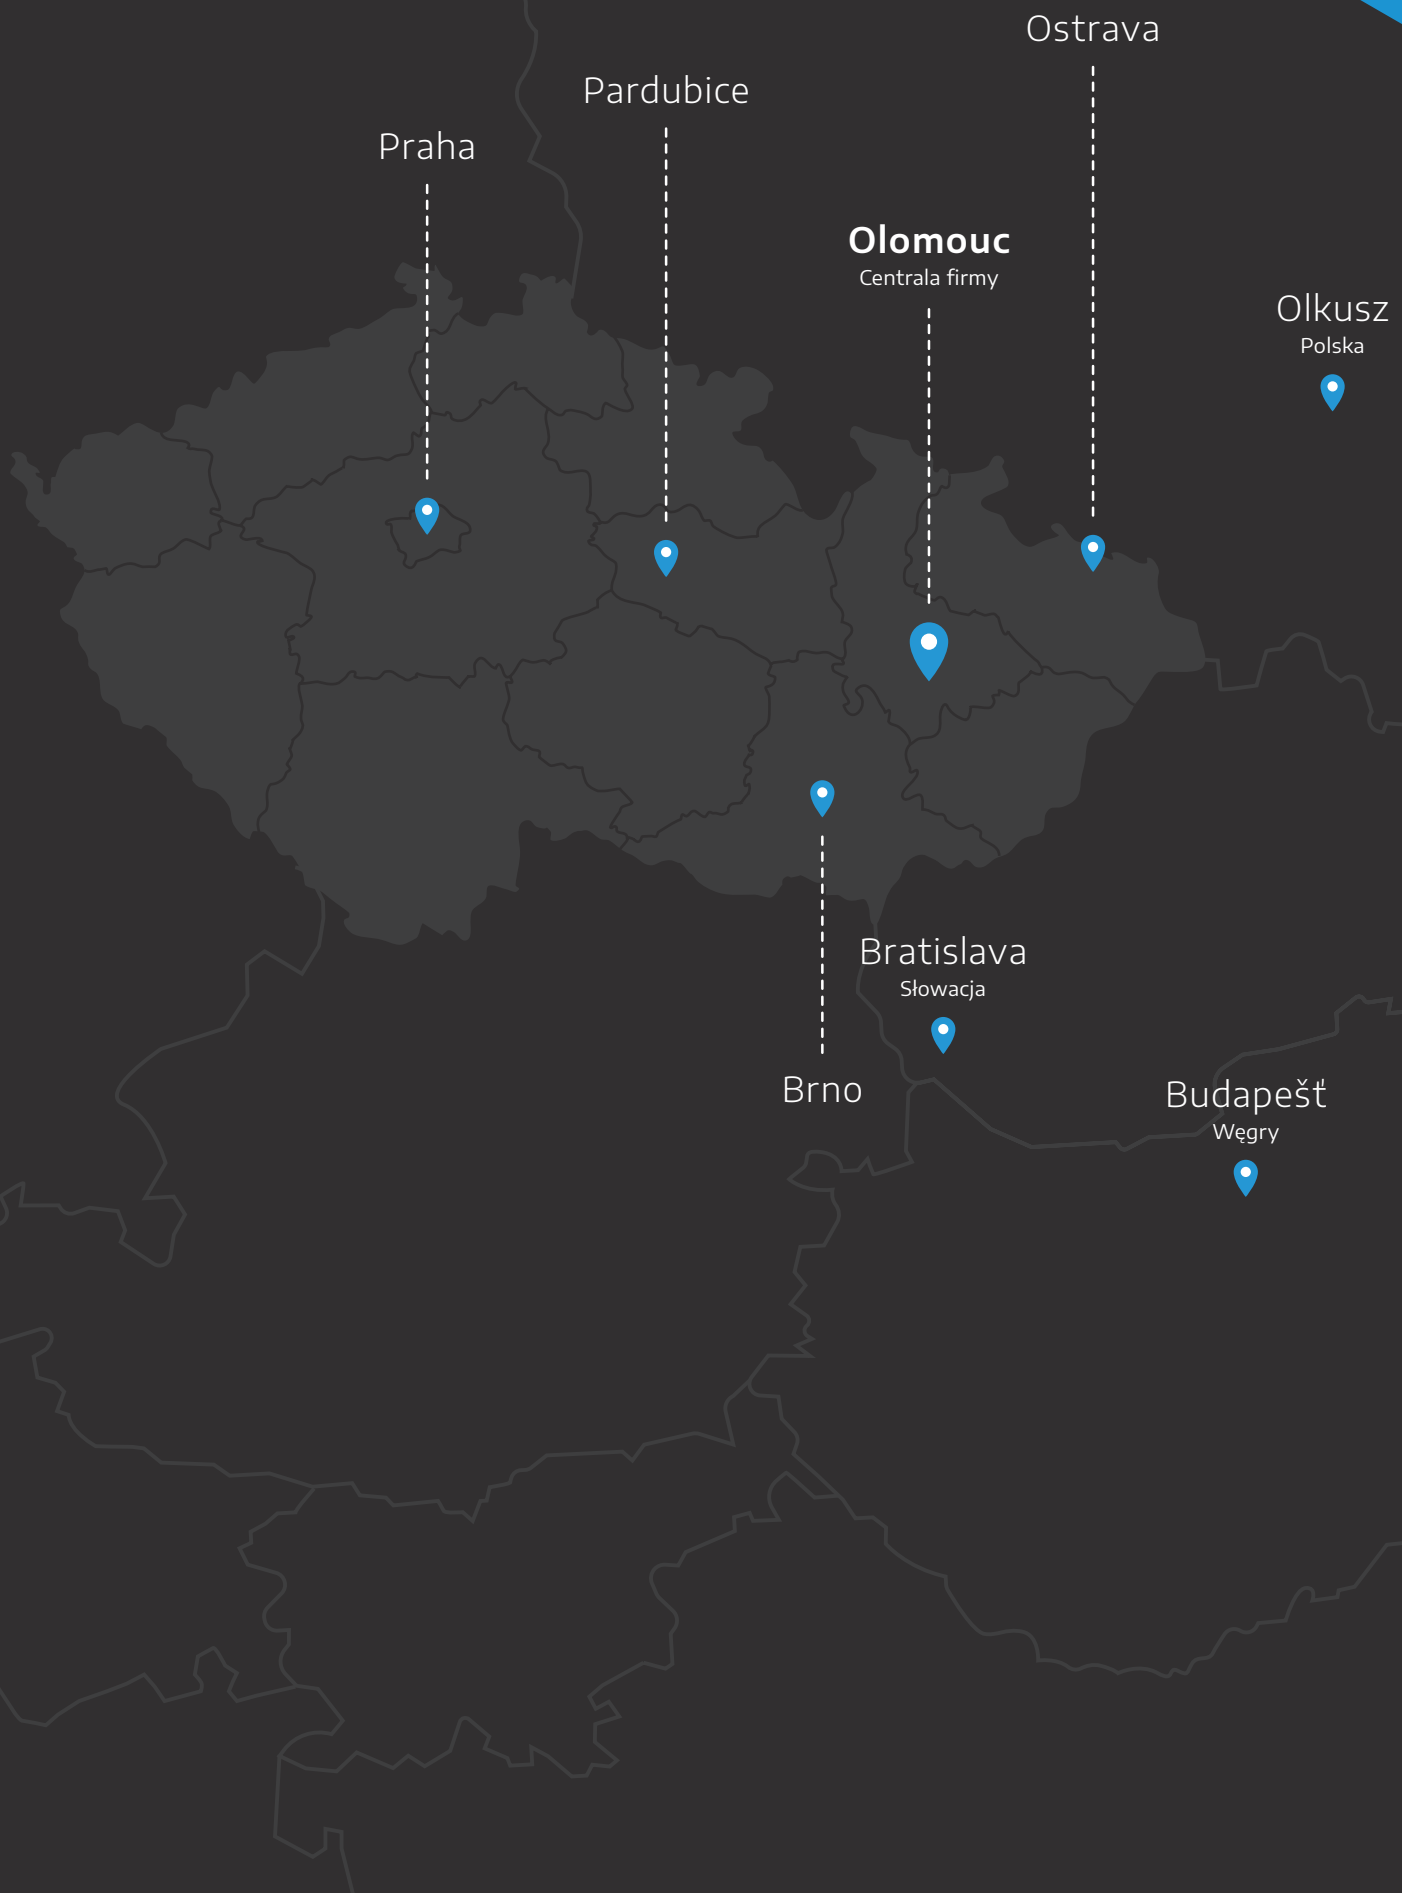 Ostrava
Pardubice
Praha
Olomouc
Centrala firmy
Olkusz
Polska
Bratislava
Słowacja
Brno
Budapešť
Węgry